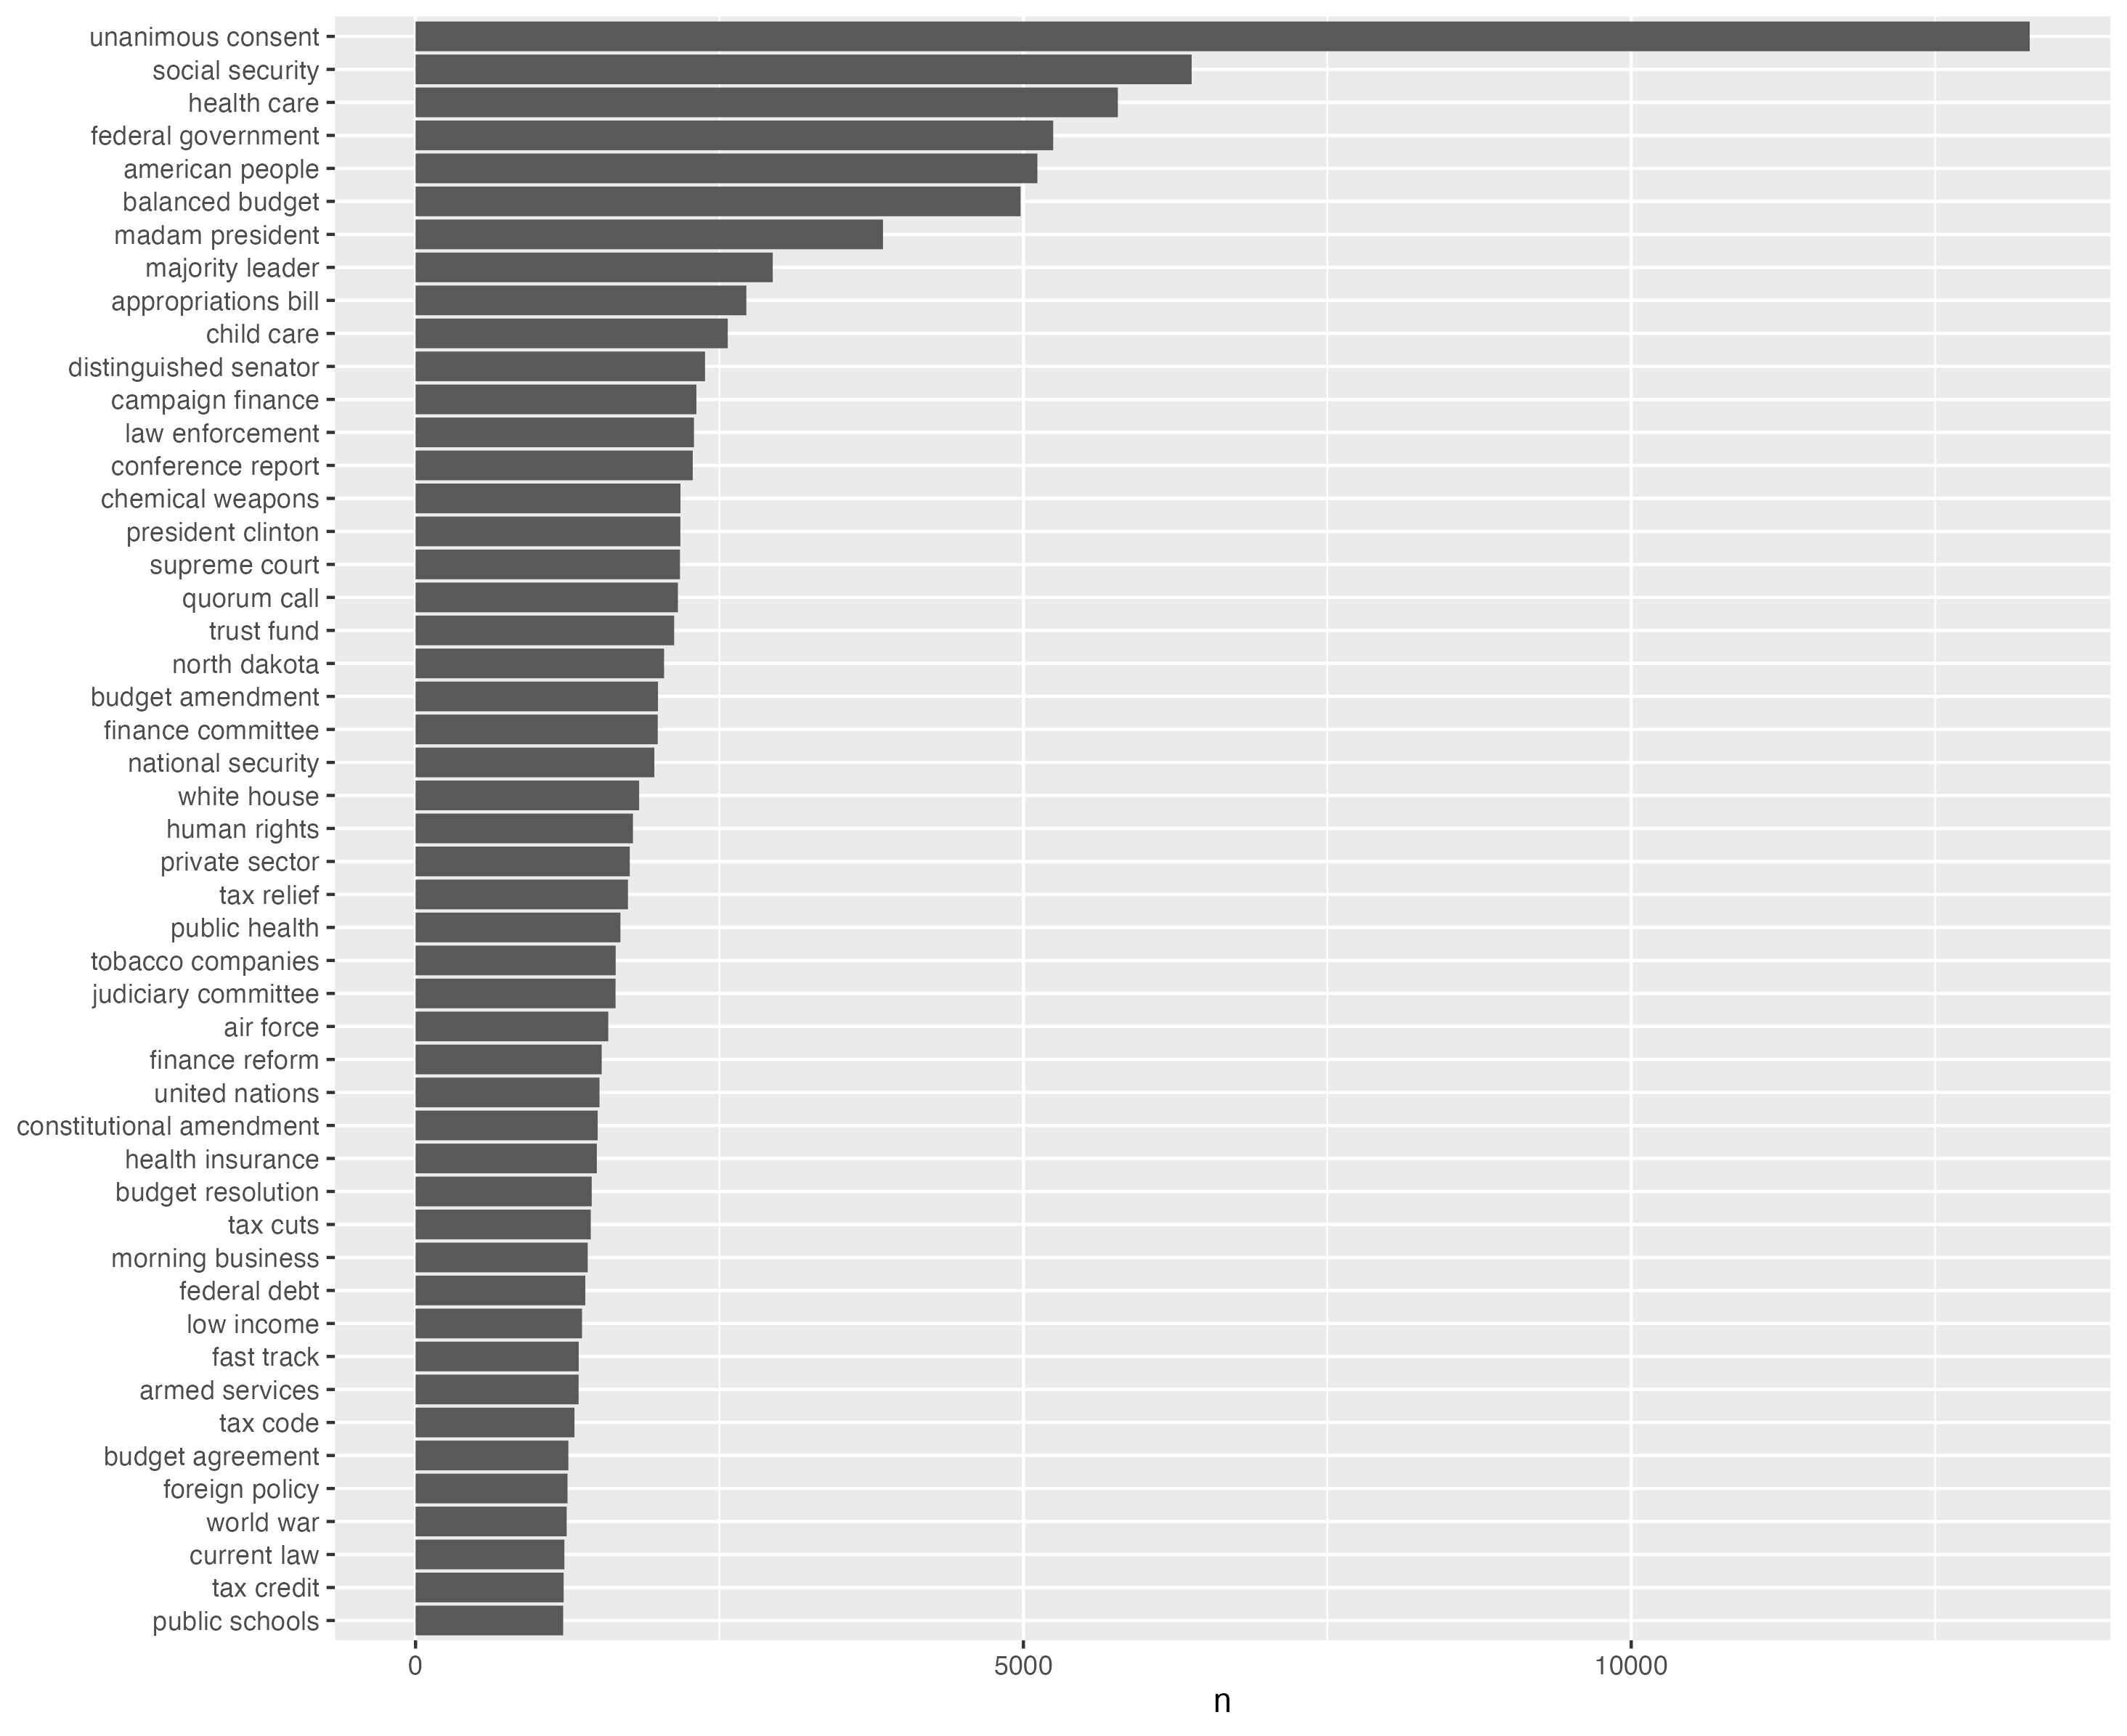 unanimous consent
social security
health care
federal government
american people
balanced budget
madam president
majority leader
appropriations bill
child care
distinguished senator
campaign finance
law enforcement
conference report
chemical weapons
president clinton
supreme court
quorum call
trust fund
north dakota
budget amendment
finance committee
national security
white house
human rights
private sector
tax relief
public health
tobacco companies
judiciary committee
air force
finance reform
united nations
constitutional amendment
health insurance
budget resolution
tax cuts
morning business
federal debt
low income
fast track
armed services
tax code
budget agreement
foreign policy
world war
current law
tax credit
public schools
0 5000 10000
n